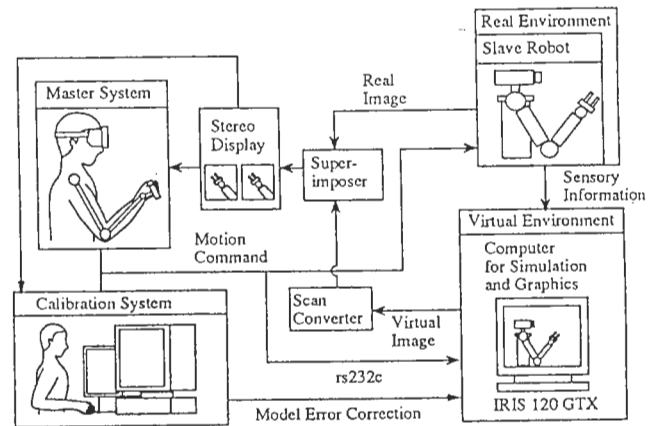 Real Environment
Slave Robot
Master System
Real
Image
Stereo
Display
Super-
imposer
Sensory
Information
Virtual Environment
Motion
Command
Computer
for Simulation
and Graphics
Calibration System
Scan
Converter
Virtual
Image
rs232c
IRIS 120 GTX
Model Error Correction